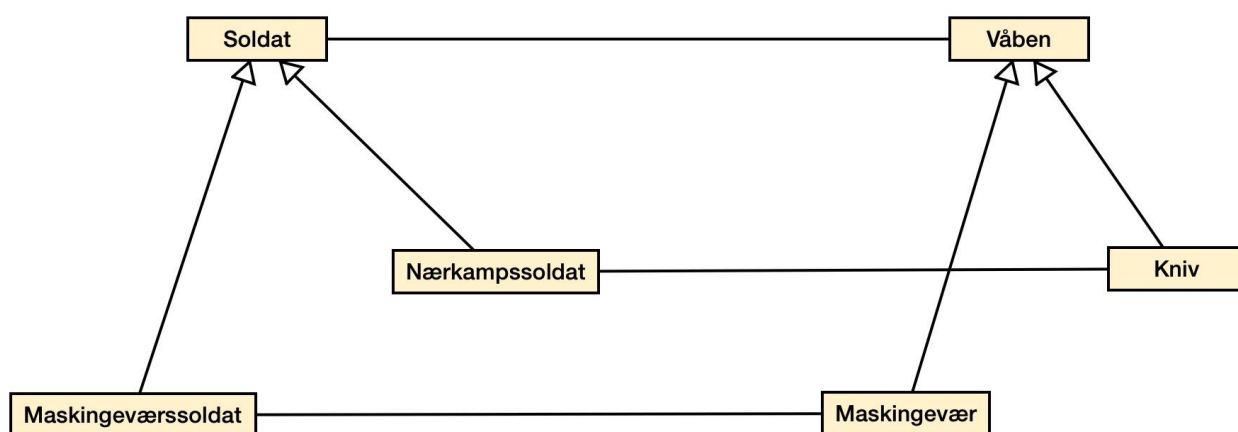 Soldat
Våben
Nærkampssoldat
Kniv
Maskingeværssoldat
Maskingevær